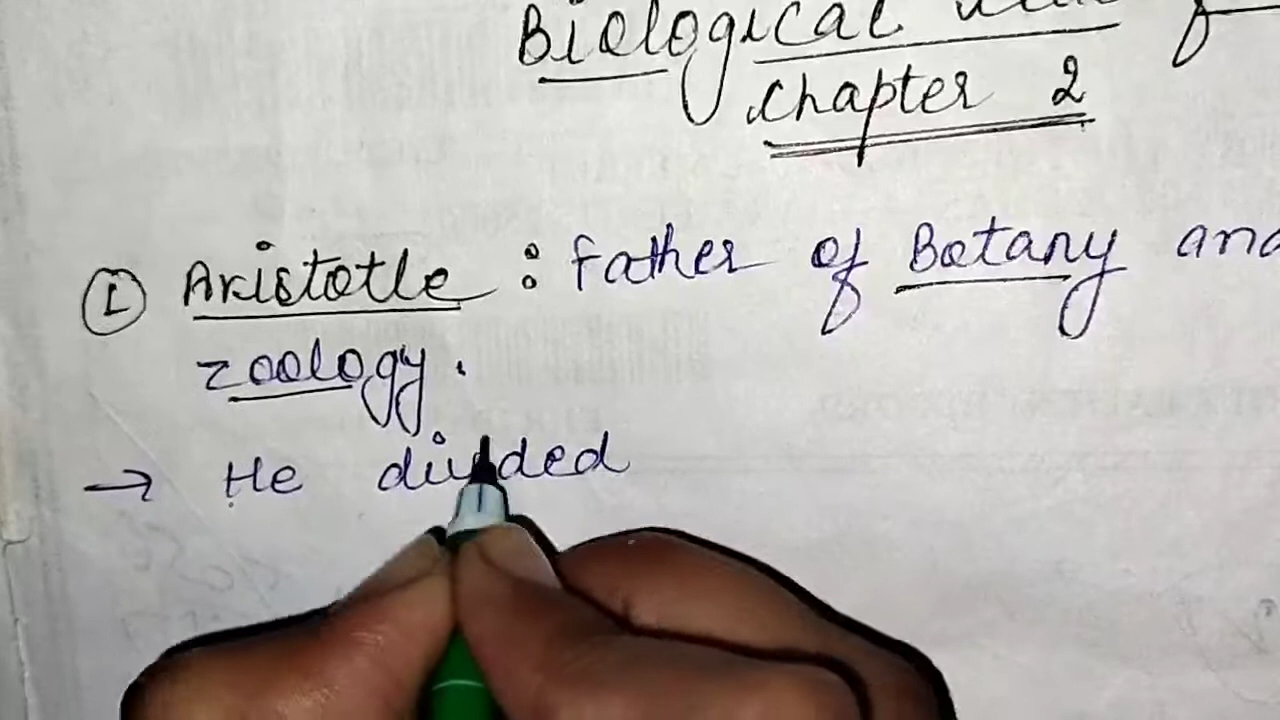 Biological
Chapter 2
① Aristotle : Father of Botany and
zoology.
→ He divided